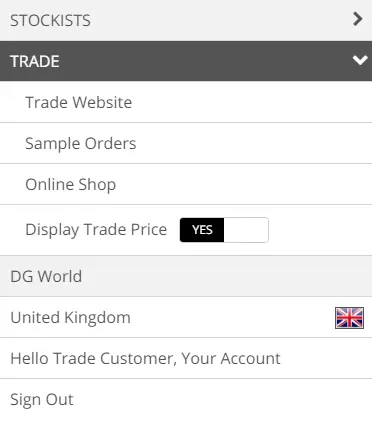 STOCKISTS
TRADE
Trade Website
Sample Orders
Online Shop
Display Trade Price YES
DG World
United Kingdom
Hello Trade Customer, Your Account
Sign Out